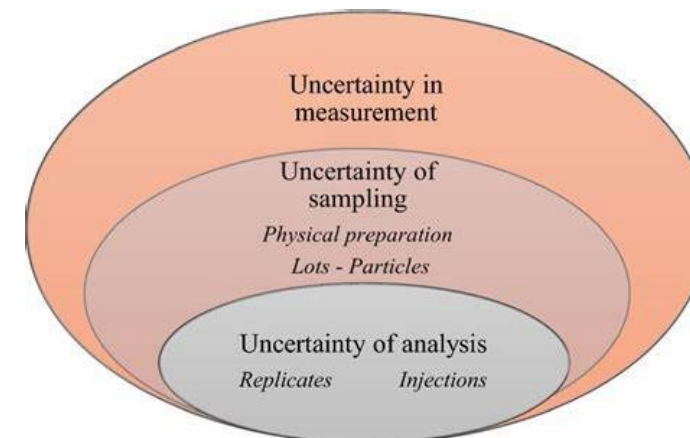 Uncertainty in
measurement
Uncertainty of
sampling
Physical preparation
Lots - Particles
Uncertainty of analysis
Replicates Injections